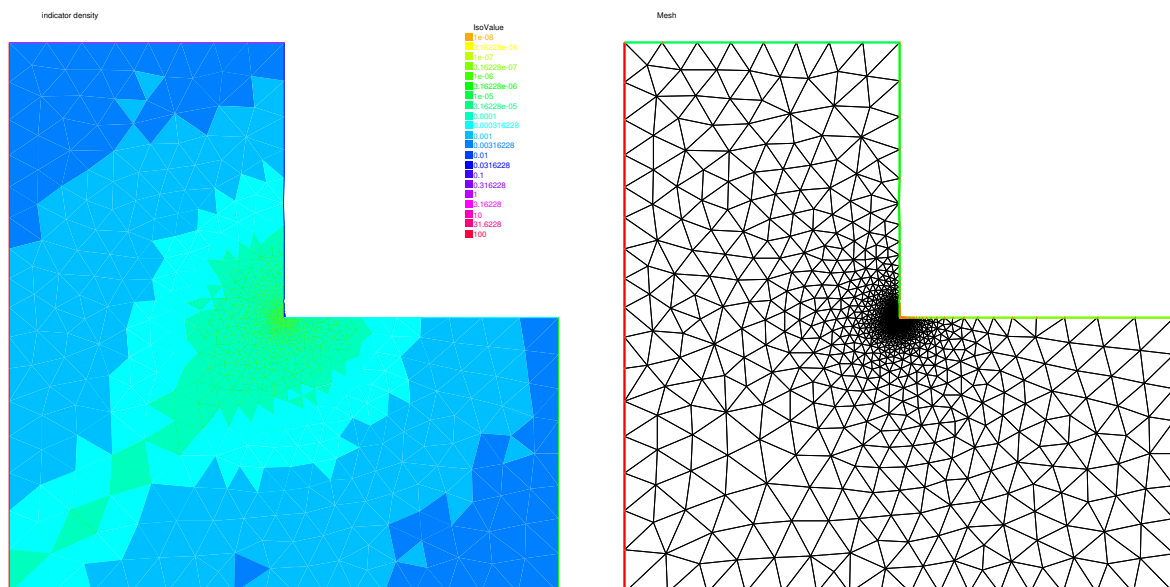 indicator density
IsoValue
1e-08
3.16228e-08
1e-07
3.16228e-07
1e-06
3.16228e-06
1e-05
3.16228e-05
0.0001
0.000316228
0.001
0.00316228
0.01
0.0316228
0.1
0.316228
1
3.16228
10
31.6228
100
Mesh